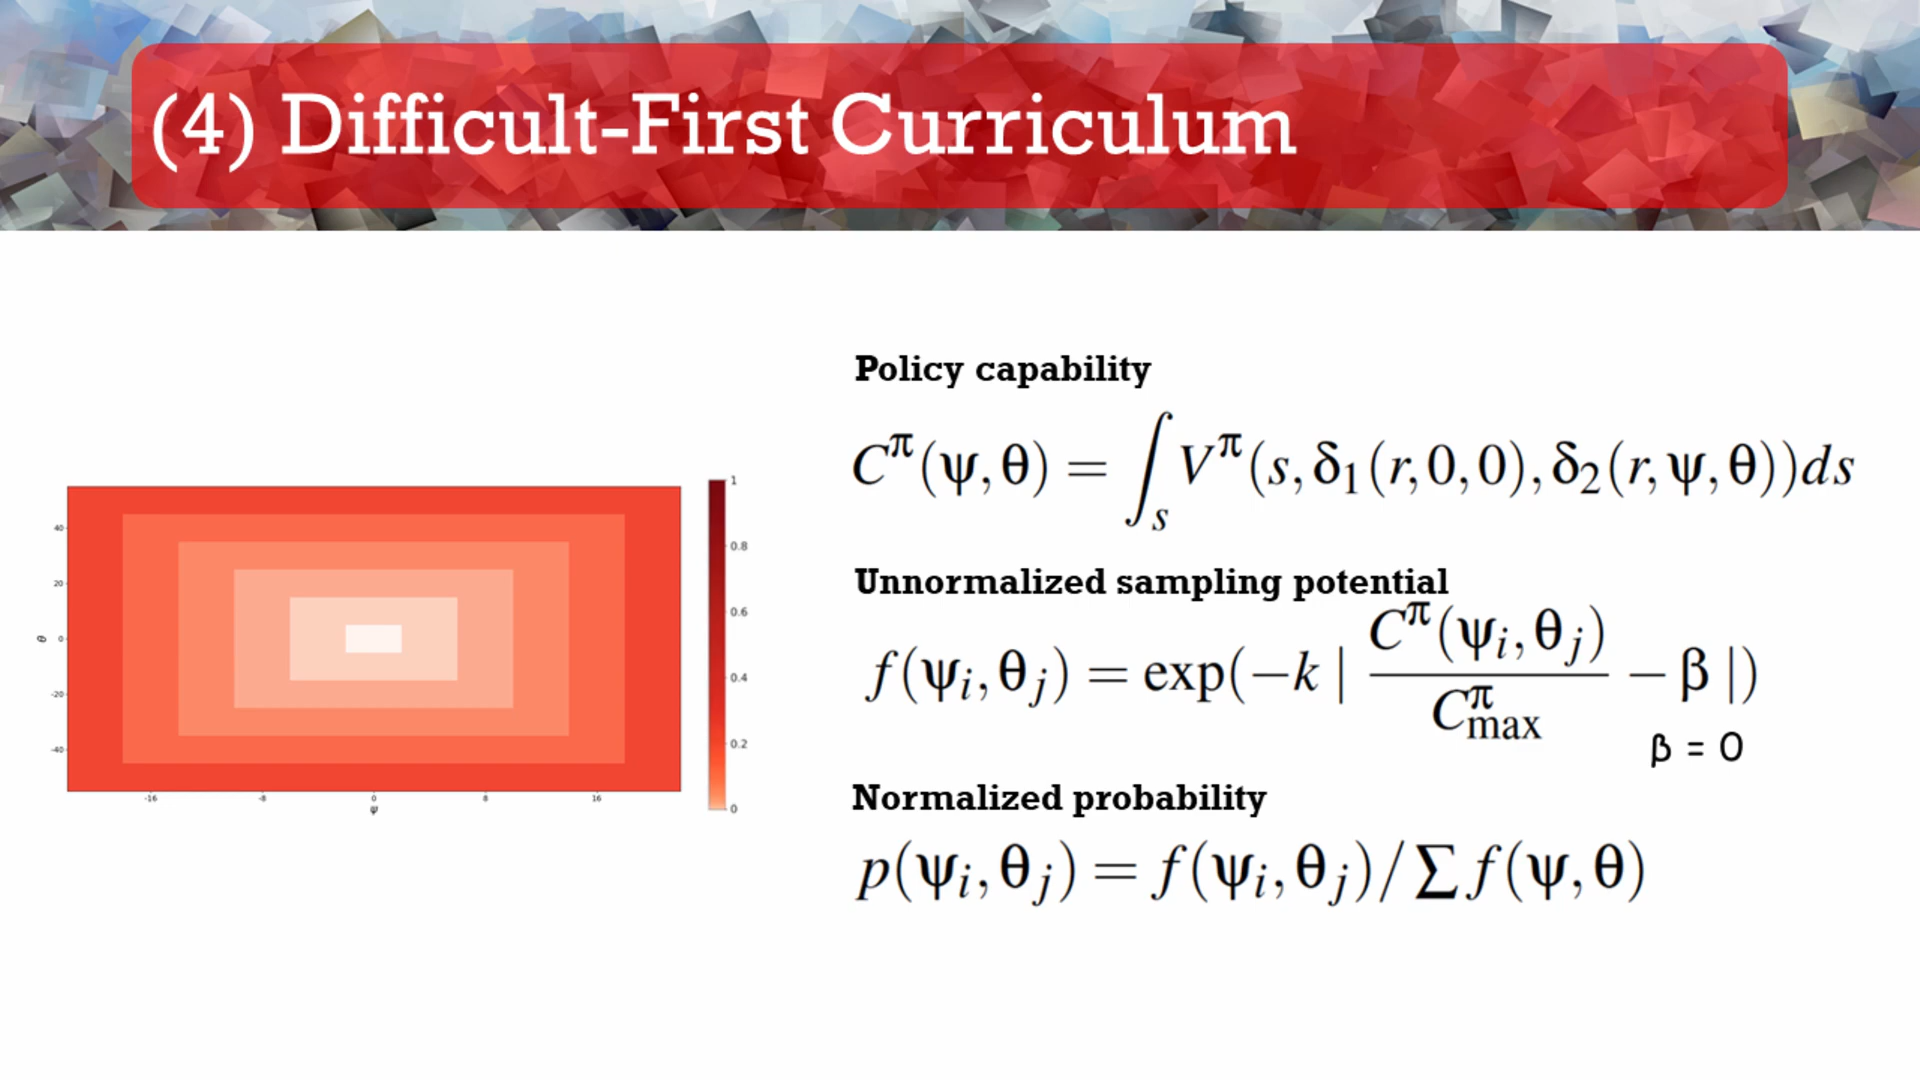 (4) Difficult-First Curriculum
Policy capability
C^π(ψ, θ) = ∫_s V^π(s, δ₁(r, 0, 0), δ₂(r, ψ, θ))ds
Unnormalized sampling potential
f(ψ_i, θ_j) = exp(−k | C^π(ψ_i, θ_j) / C^π_max − β |)
β = 0
Normalized probability
p(ψ_i, θ_j) = f(ψ_i, θ_j)/∑ f(ψ, θ)
θ
40
20
0
-20
-40
-16
-8
0
8
16
ψ
1
0.8
0.6
0.4
0.2
0